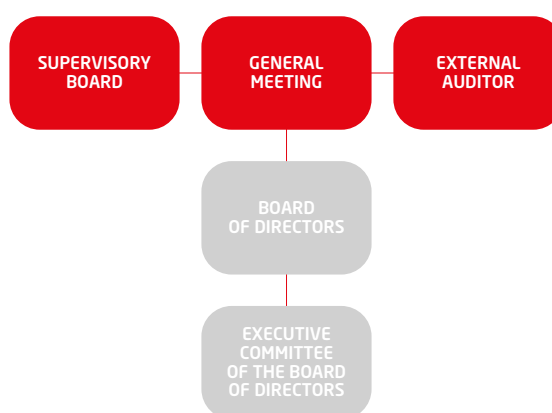 SUPERVISORY
BOARD
GENERAL
MEETING
EXTERNAL
AUDITOR
BOARD
OF DIRECTORS
EXECUTIVE
COMMITTEE
OF THE BOARD
OF DIRECTORS